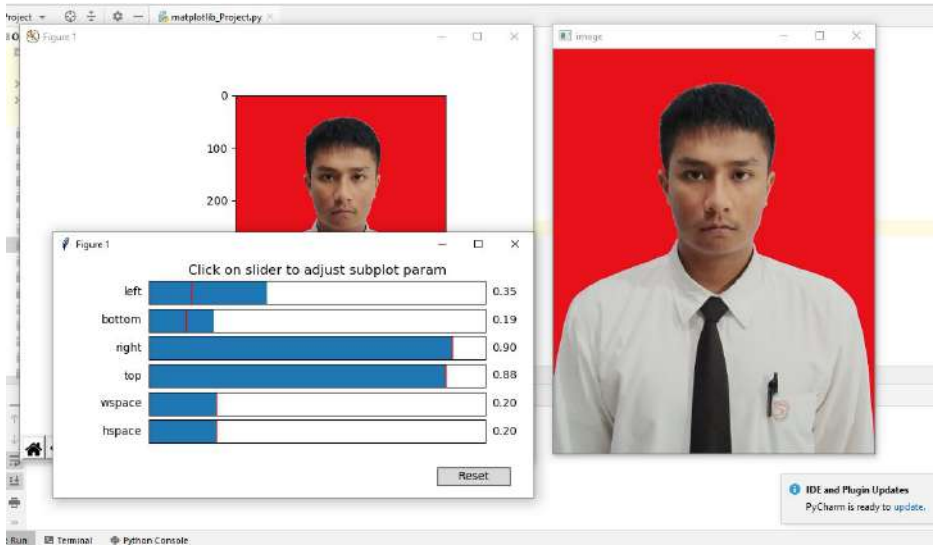 Project
matplotlib_Project.py
Figure 1
image
0
100
200
Figure 1
Click on slider to adjust subplot param
left 0.35
bottom 0.19
right 0.90
top 0.88
wspace 0.20
hspace 0.20
Reset
IDE and Plugin Updates
PyCharm is ready to update.
Run Terminal Python Console